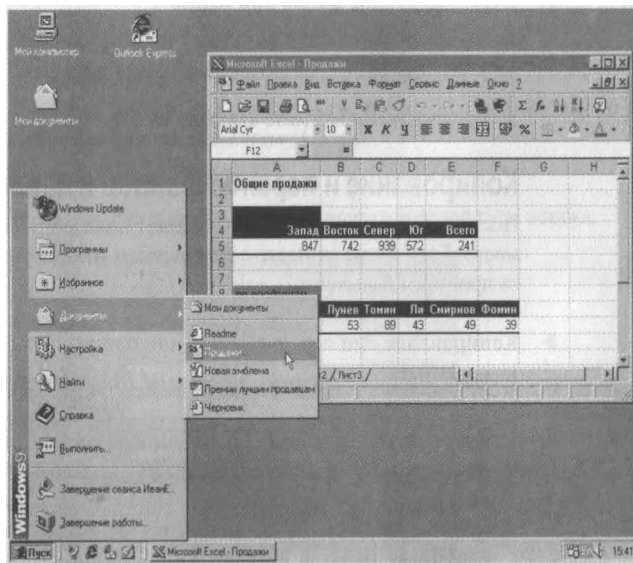 Мой компьютер
Outlook Express
Мои документы
Microsoft Excel - Продажи
Файл Правка Вид Вставка Формат Сервис Данные Окно ?
Arial Cyr 10 Ж К Ч %
F12 =
A B C D E F G H
1 Общие продажи
2
3
4 Запад Восток Север Юг Всего
5 847 742 939 572 241
6
7
Лунев Томин Ли Смирнов Фомин
53 89 43 49 39
2 / Лист3 /
Windows Update
Программы
Избранное
Документы
Настройка
Найти
Справка
Выполнить...
Завершение сеанса ИванЕ...
Завершение работы...
Windows9
Мои документы
Readme
Продажи
Новая эмблема
Премии лучшим продавцам
Черновик
Пуск
Microsoft Excel - Продажи
15:41